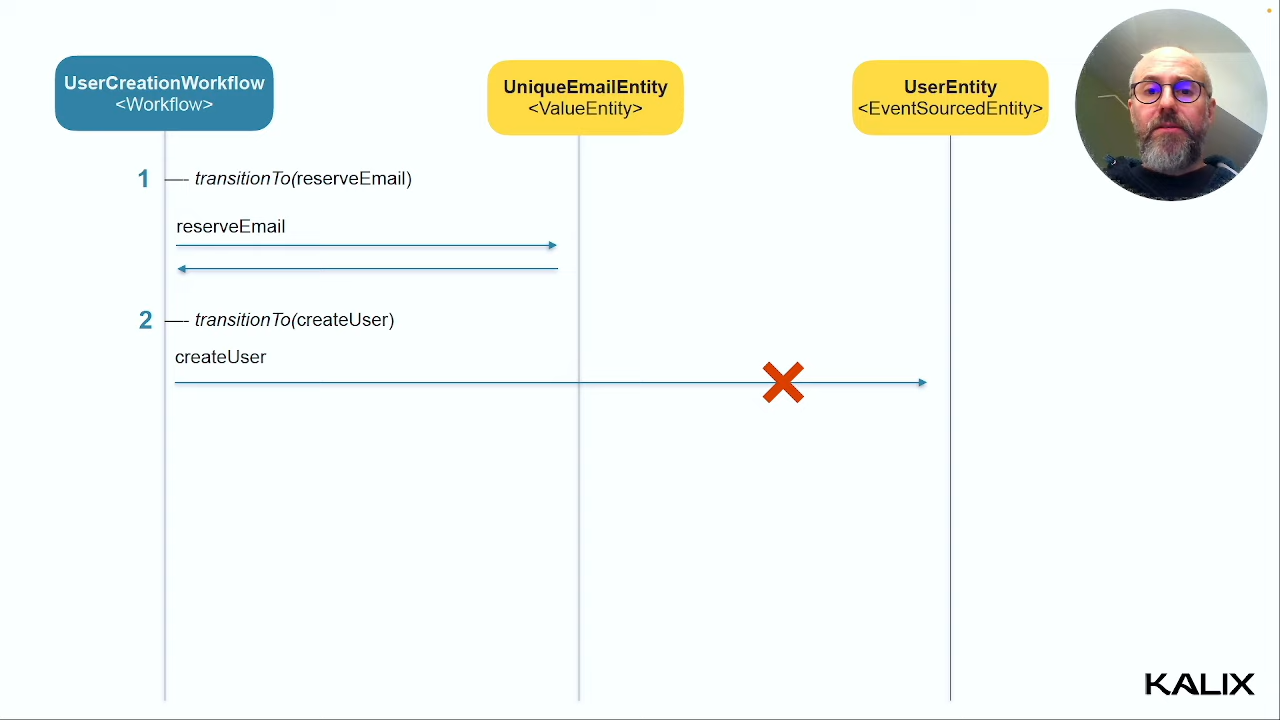 UserCreationWorkflow
<Workflow>
UniqueEmailEntity
<ValueEntity>
UserEntity
<EventSourcedEntity>
1 transitionTo(reserveEmail)
reserveEmail
2 transitionTo(createUser)
createUser
KALIX